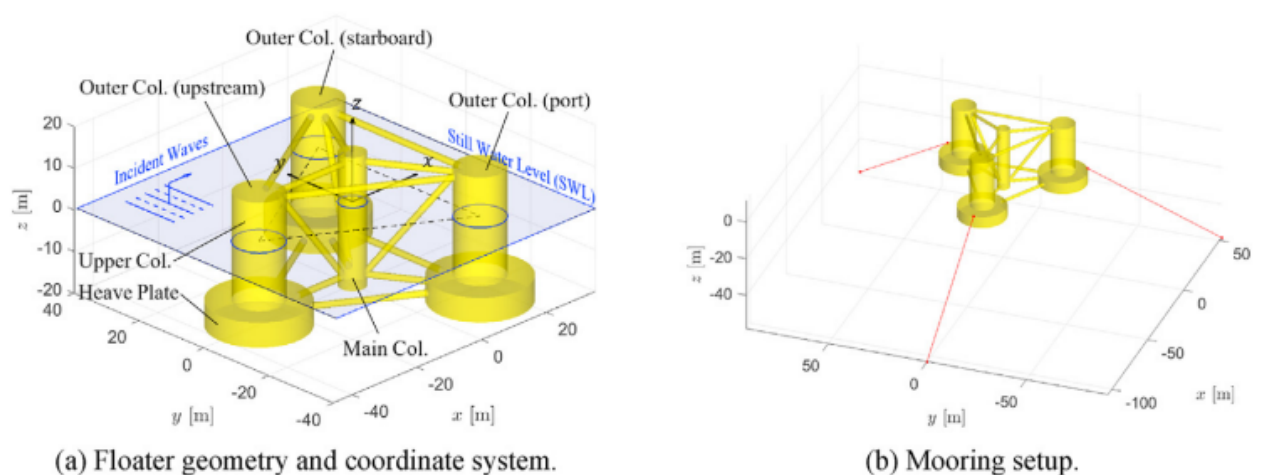 Outer Col. (starboard)
Outer Col. (upstream)
Outer Col. (port)
z
20
10
0
-10
-20
z [m]
Incident Waves
Still Water Level (SWL)
y
x
Upper Col.
Heave Plate
Main Col.
40
20
0
-20
-40
y [m]
20
0
-20
-40
x [m]
(a) Floater geometry and coordinate system.
0
-20
-40
z [m]
50
0
-50
y [m]
50
0
-50
-100
x [m]
(b) Mooring setup.